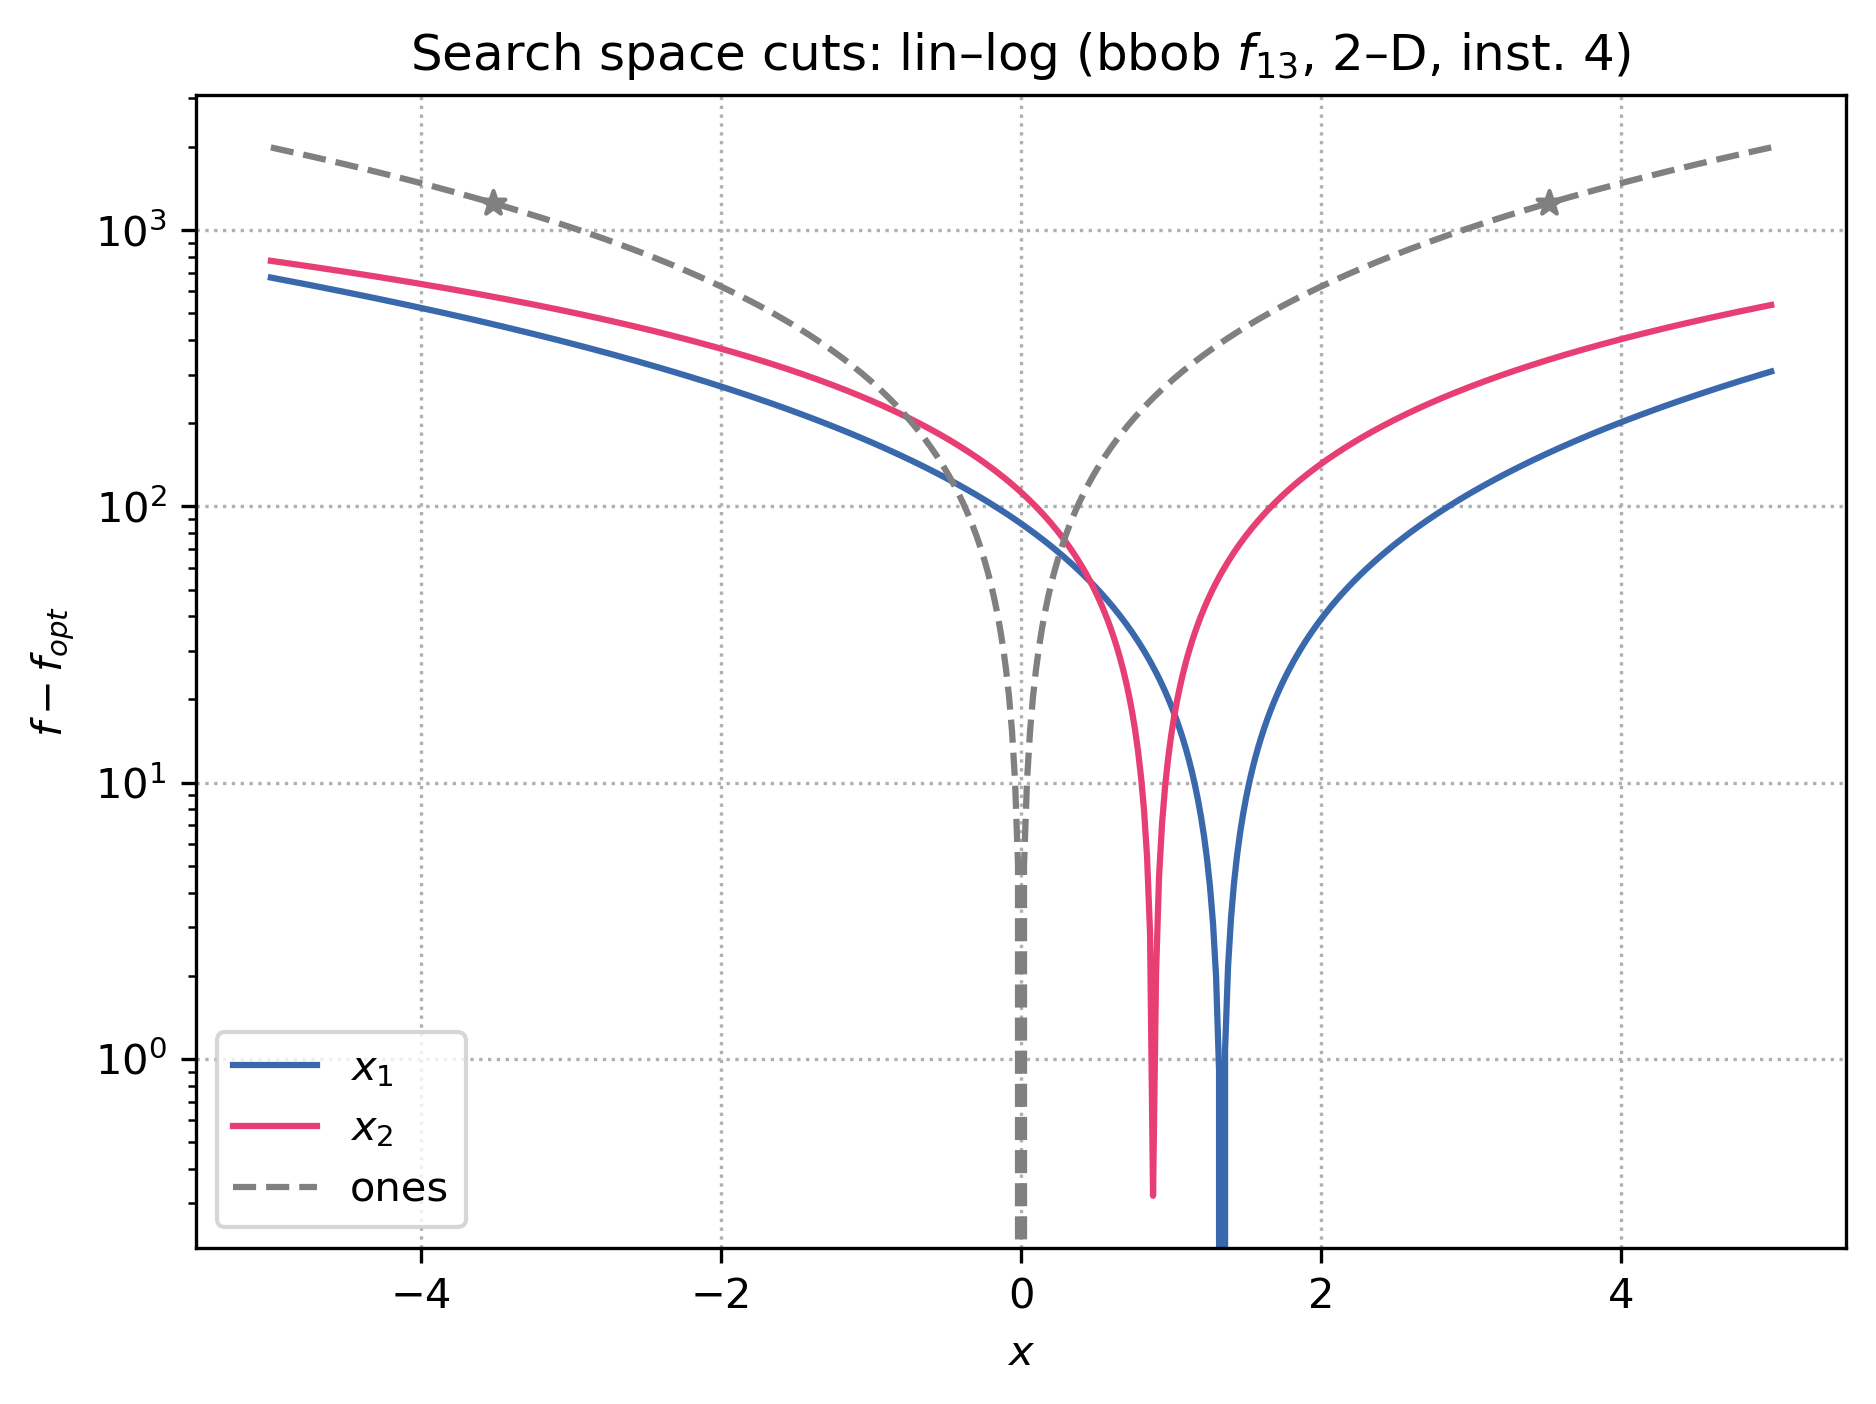 Search space cuts: lin–log (bbob f₁₃, 2–D, inst. 4)
f − fₒₚₜ
10³
10²
10¹
10⁰
x₁
x₂
ones
−4 −2 0 2 4
x